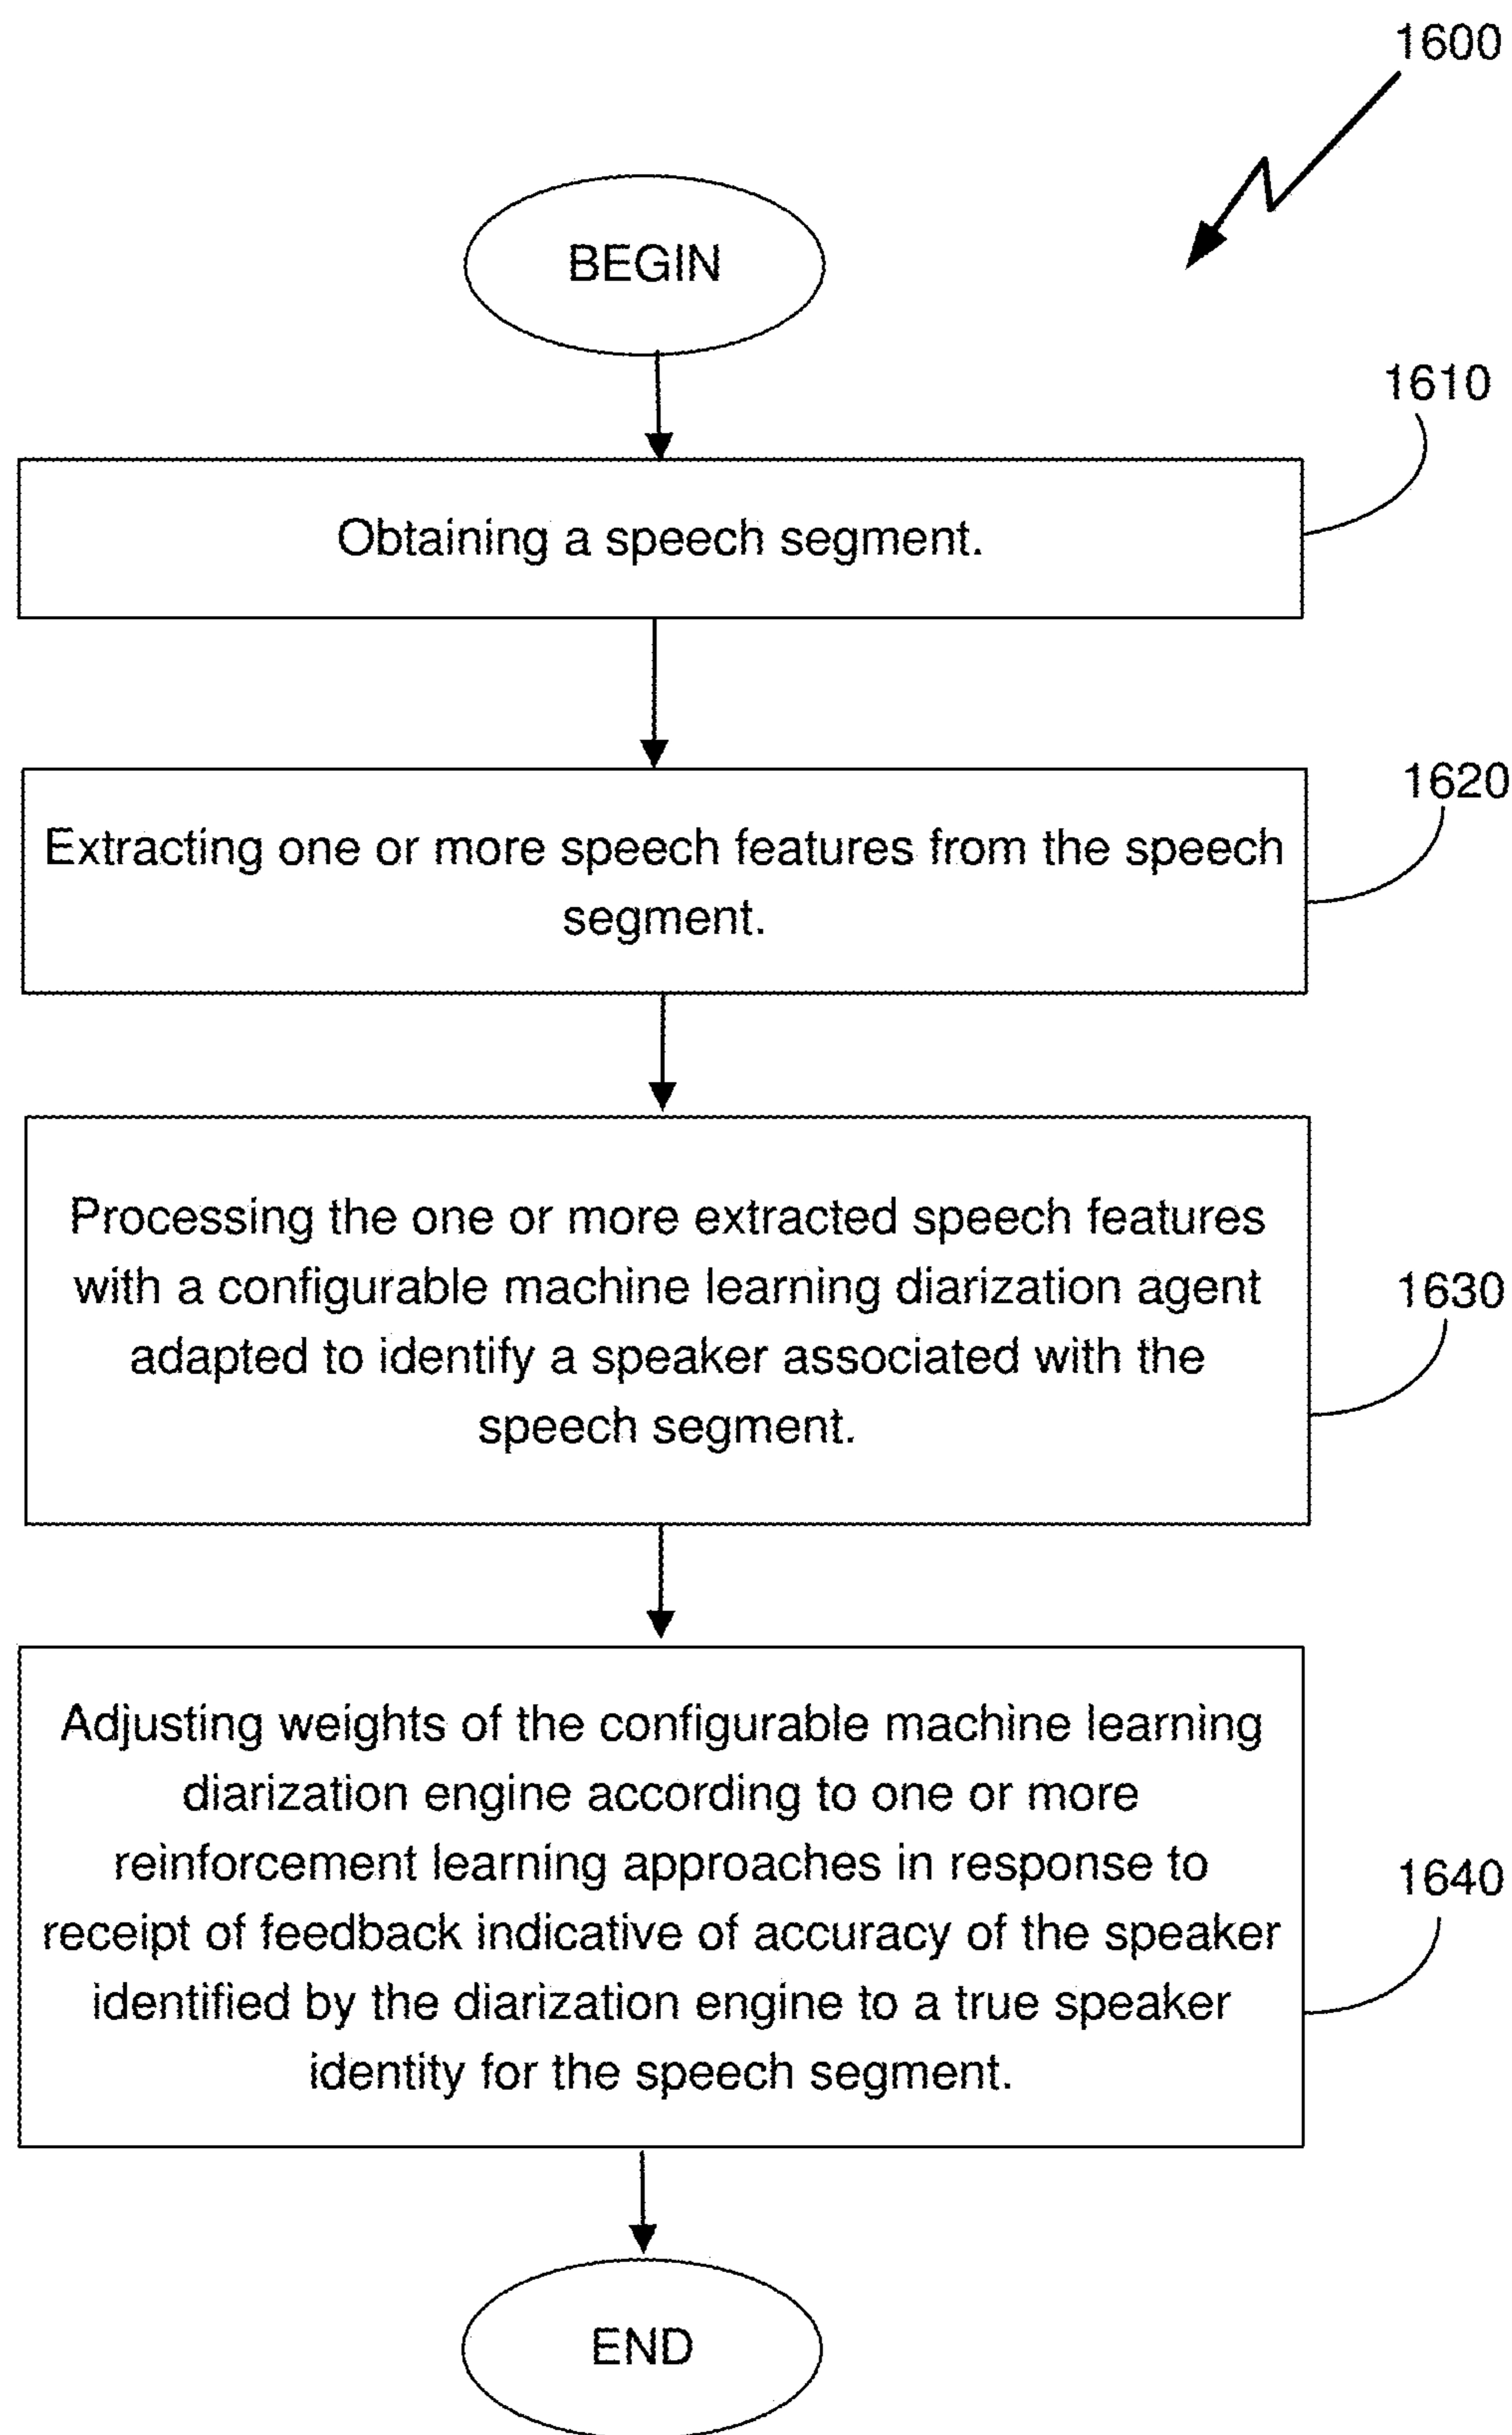 1600
BEGIN
1610
Obtaining a speech segment.
1620
Extracting one or more speech features from the speech
segment.
Processing the one or more extracted speech features
with a configurable machine learning diarization agent
1630
adapted to identify a speaker associated with the
speech segment.
Adjusting weights of the configurable machine learning
diarization engine according to one or more
reinforcement learning approaches in response to
1640
receipt of feedback indicative of accuracy of the speaker
identified by the diarization engine to a true speaker
identity for the speech segment.
END